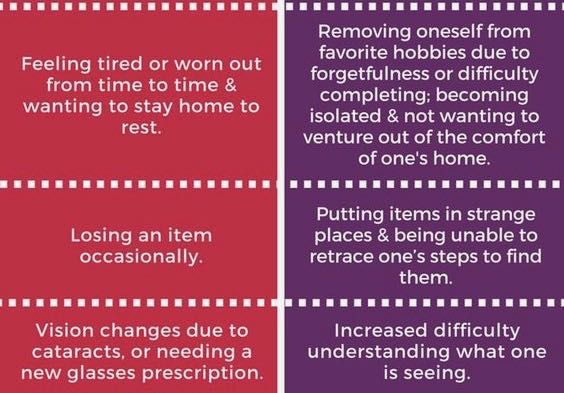 Feeling tired or worn out
from time to time &
wanting to stay home to
rest.
Removing oneself from
favorite hobbies due to
forgetfulness or difficulty
completing; becoming
isolated & not wanting to
venture out of the comfort
of one's home.
Losing an item
occasionally.
Putting items in strange
places & being unable to
retrace one’s steps to find
them.
Vision changes due to
cataracts, or needing a
new glasses prescription.
Increased difficulty
understanding what one
is seeing.